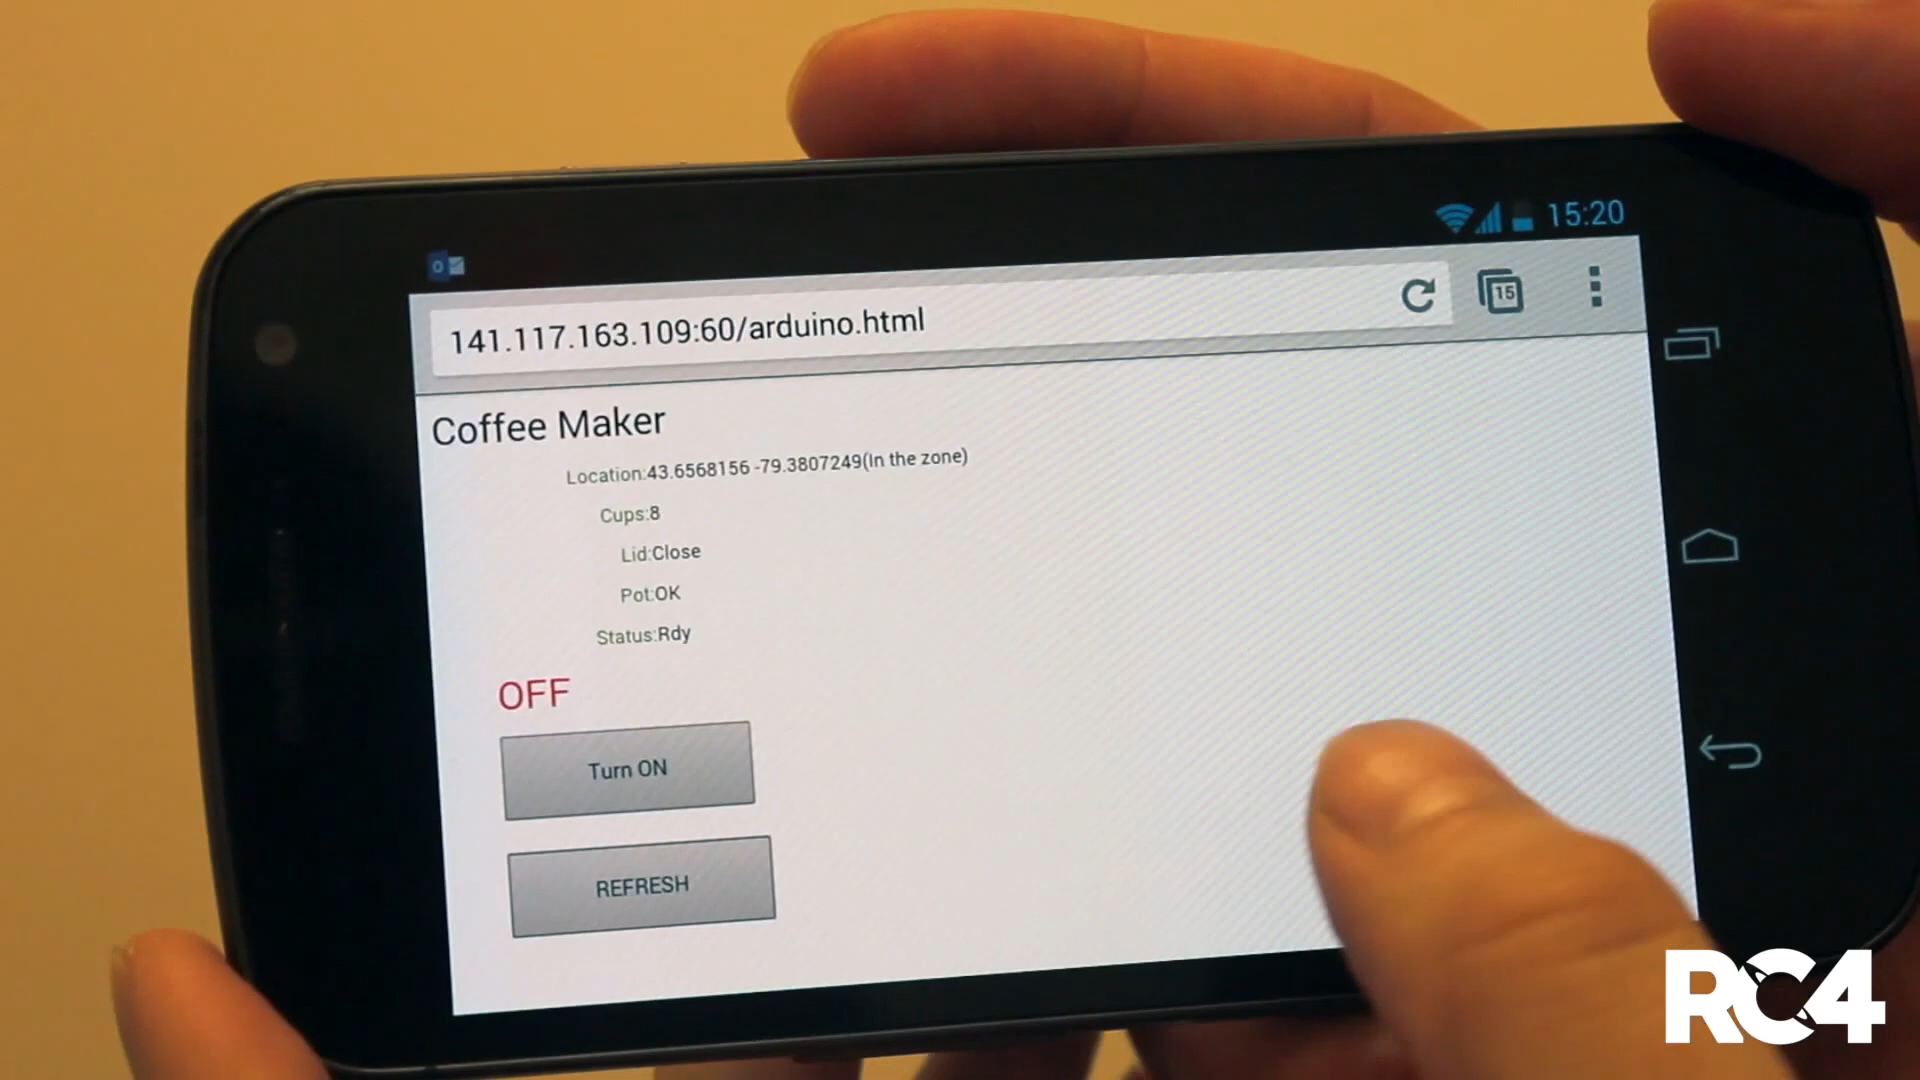 15:20
141.117.163.109:60/arduino.html
15
Coffee Maker
Location:43.6568156 -79.3807249(In the zone)
Cups:8
Lid:Close
Pot:OK
Status:Rdy
OFF
Turn ON
REFRESH
RC4